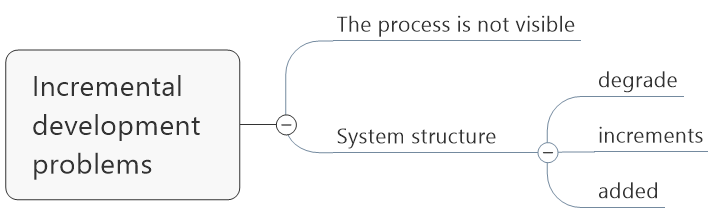 Incremental
development
problems
The process is not visible
System structure
degrade
increments
added